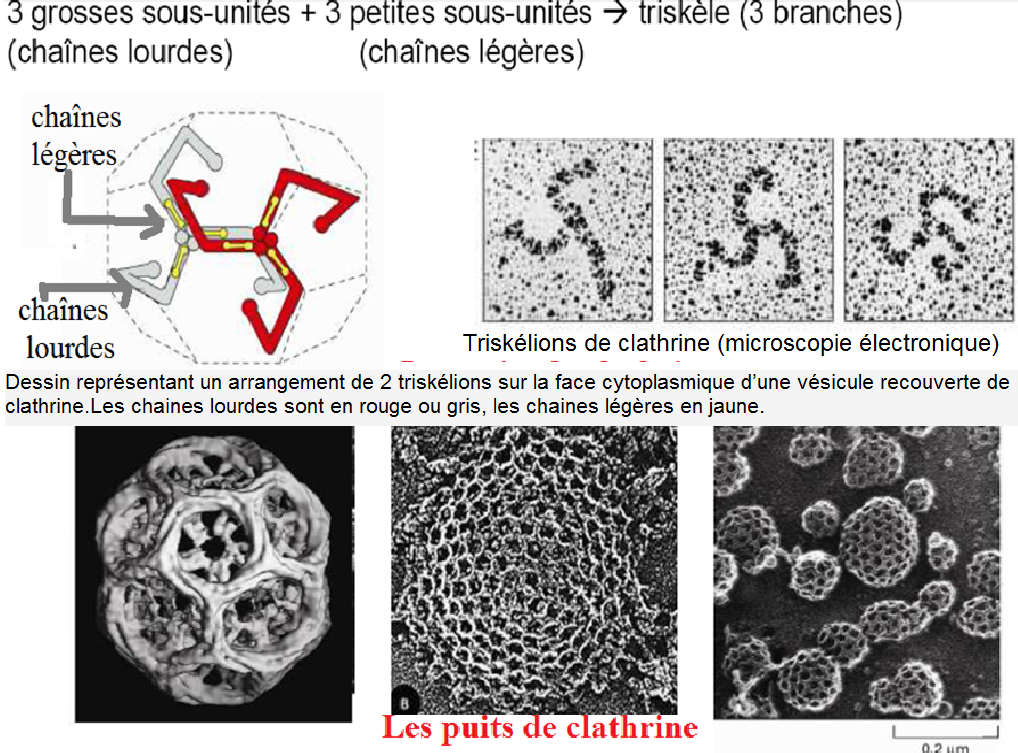 3 grosses sous-unités + 3 petites sous-unités → triskèle (3 branches)
(chaînes lourdes) (chaînes légères)
chaînes
légères
chaînes
lourdes
Triskélions de clathrine (microscopie électronique)
Dessin représentant un arrangement de 2 triskélions sur la face cytoplasmique d’une vésicule recouverte de
clathrine.Les chaines lourdes sont en rouge ou gris, les chaines légères en jaune.
B
Les puits de clathrine
0.2 µm